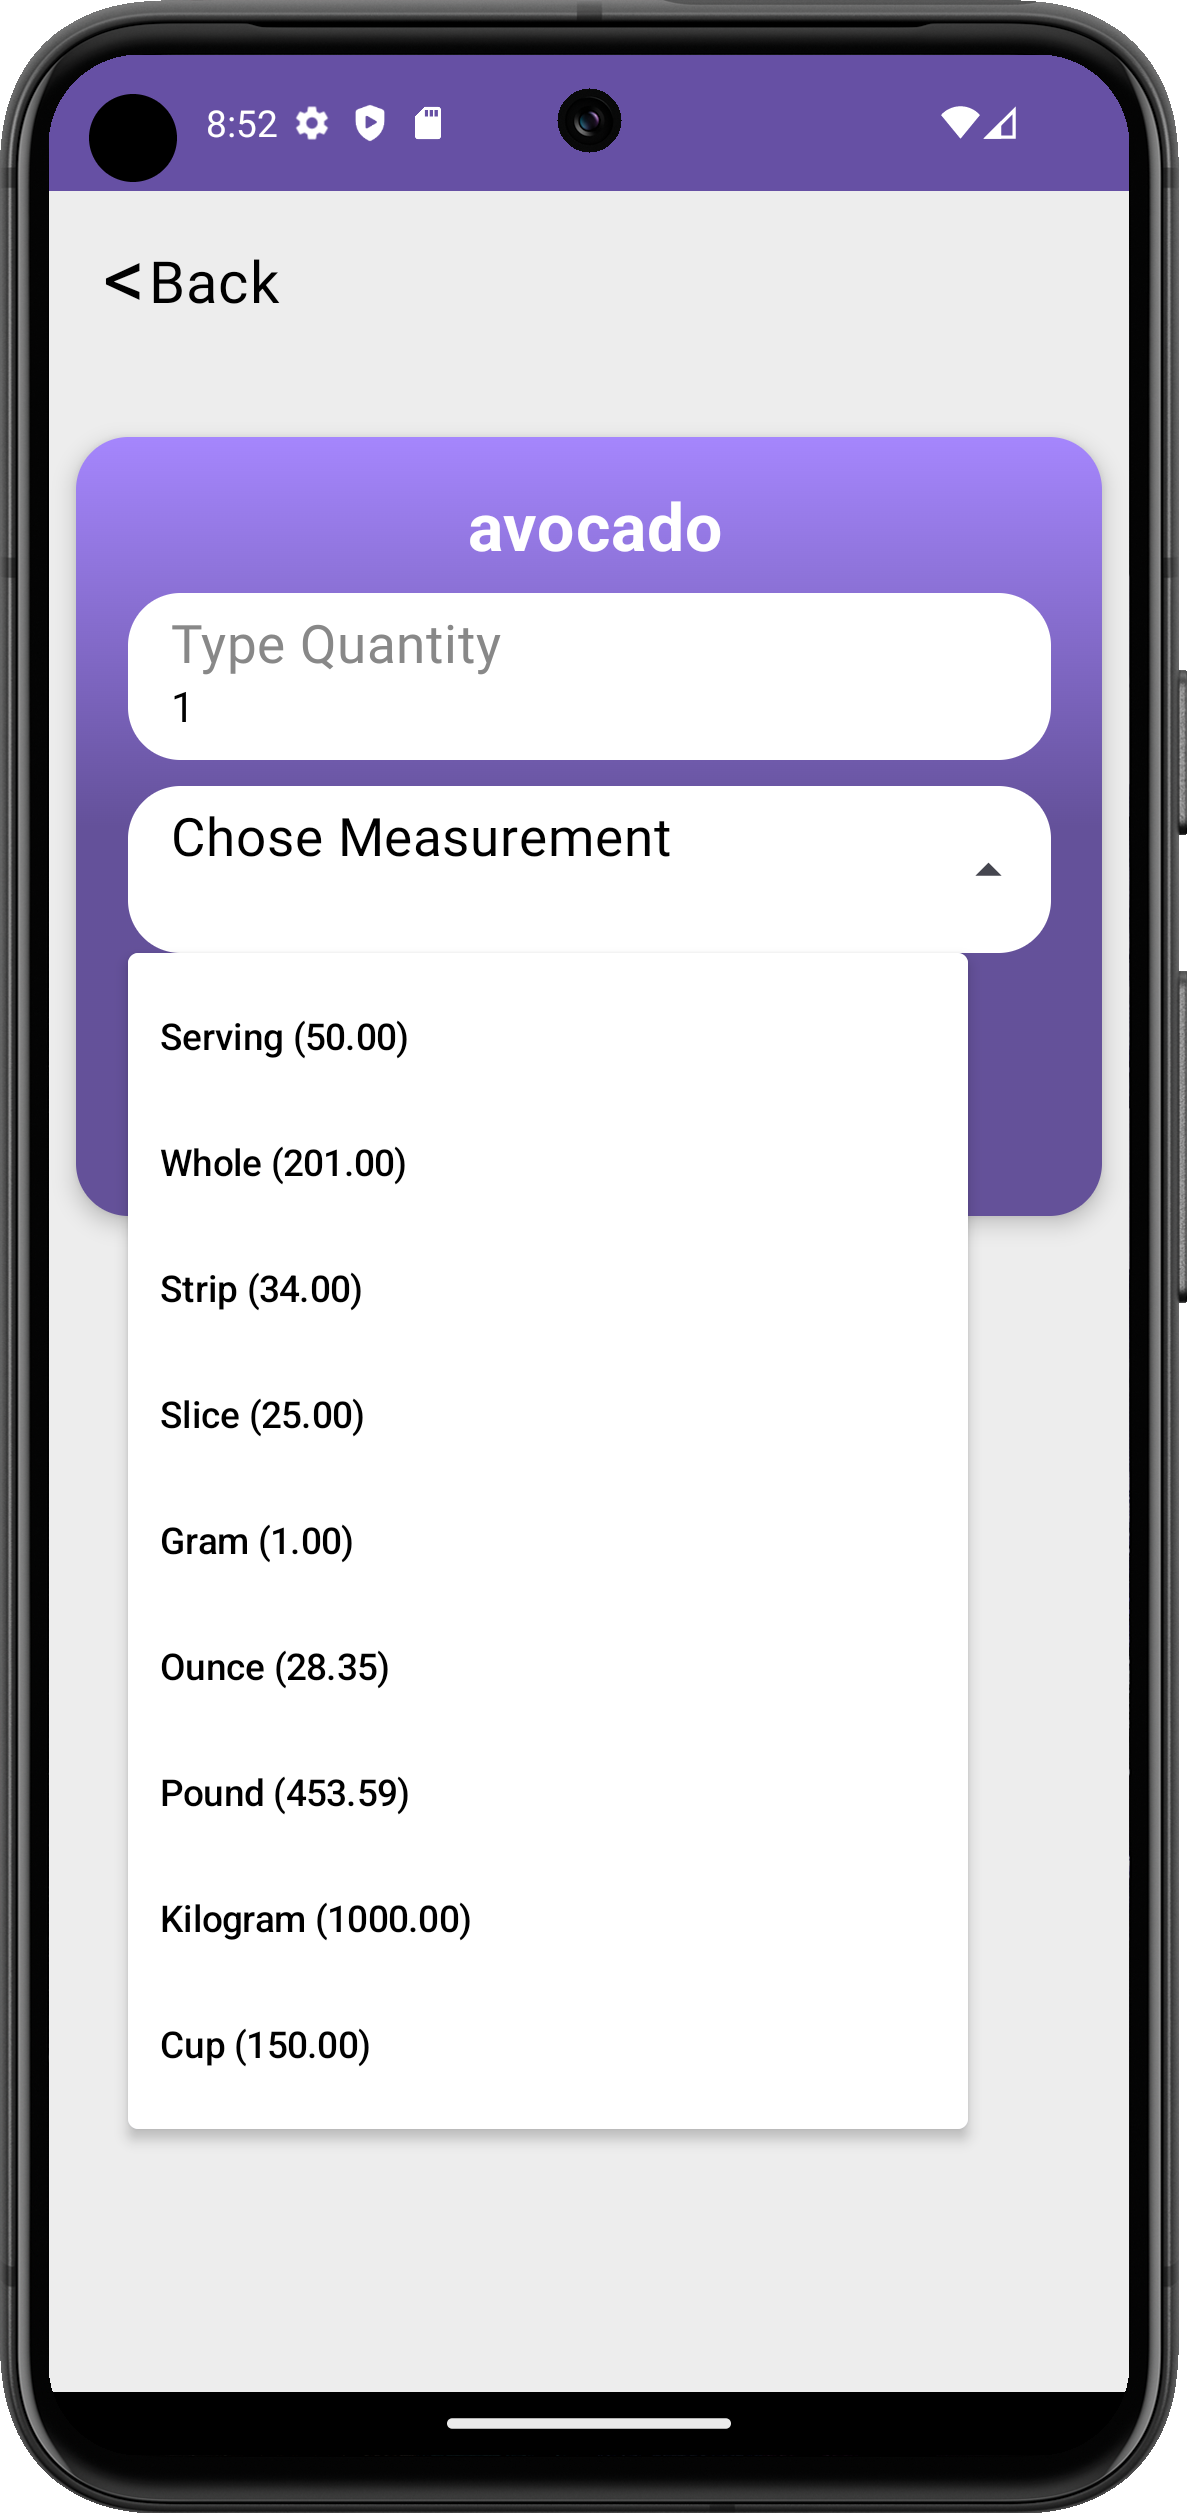 8:52
<Back
avocado
Type Quantity
1
Chose Measurement
Serving (50.00)
Whole (201.00)
Strip (34.00)
Slice (25.00)
Gram (1.00)
Ounce (28.35)
Pound (453.59)
Kilogram (1000.00)
Cup (150.00)